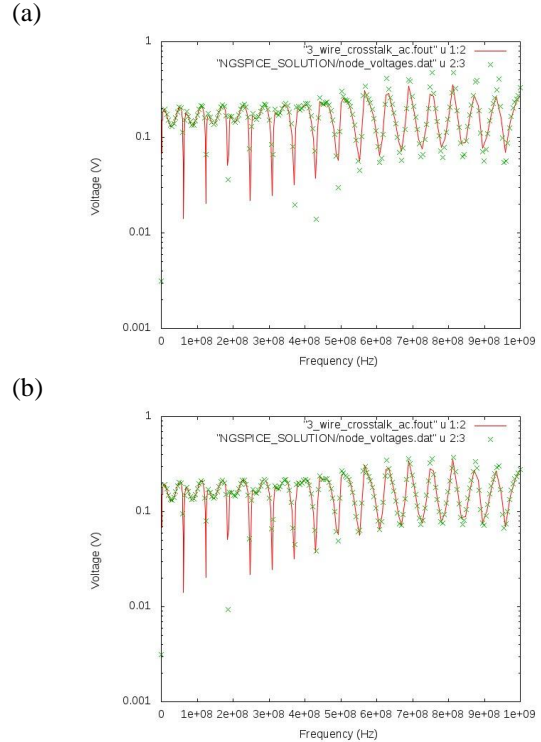 (a)
"3_wire_crosstalk_ac.fout" u 1:2
"NGSPICE_SOLUTION/node_voltages.dat" u 2:3
1
0.1
0.01
0.001
Voltage (V)
0 1e+08 2e+08 3e+08 4e+08 5e+08 6e+08 7e+08 8e+08 9e+08 1e+09
Frequency (Hz)
(b)
"3_wire_crosstalk_ac.fout" u 1:2
"NGSPICE_SOLUTION/node_voltages.dat" u 2:3
1
0.1
0.01
0.001
Voltage (V)
0 1e+08 2e+08 3e+08 4e+08 5e+08 6e+08 7e+08 8e+08 9e+08 1e+09
Frequency (Hz)